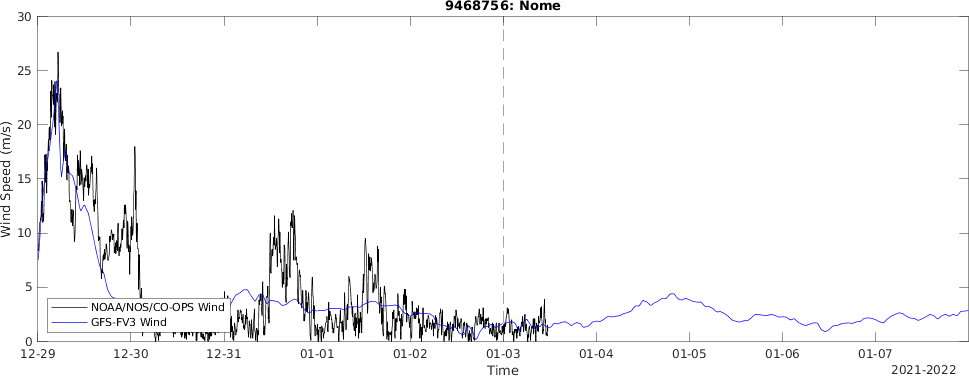 9468756: Nome
30
25
20
15
10
5
0
Wind Speed (m/s)
NOAA/NOS/CO-OPS Wind
GFS-FV3 Wind
12-29 12-30 12-31 01-01 01-02 01-03 01-04 01-05 01-06 01-07
Time
2021-2022